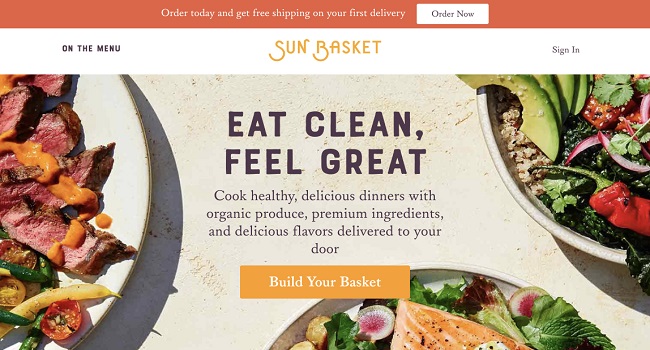 Order today and get free shipping on your first delivery
Order Now
ON THE MENU
SUN BASKET
Sign In
EAT CLEAN,
FEEL GREAT
Cook healthy, delicious dinners with
organic produce, premium ingredients,
and delicious flavors delivered to your
door
Build Your Basket